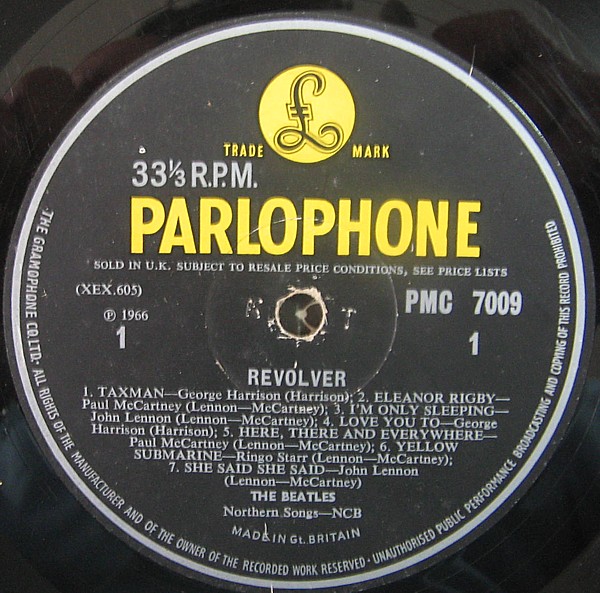 £
TRADE MARK
33⅓ R.P.M.
PARLOPHONE
SOLD IN U.K. SUBJECT TO RESALE PRICE CONDITIONS, SEE PRICE LISTS
(XEX.605)
PMC 7009
℗ 1966
1
1
K T
REVOLVER
1. TAXMAN—George Harrison (Harrison); 2. ELEANOR RIGBY—
Paul McCartney (Lennon—McCartney); 3. I'M ONLY SLEEPING—
John Lennon (Lennon—McCartney); 4. LOVE YOU TO—George
Harrison (Harrison); 5. HERE, THERE AND EVERYWHERE—
Paul McCartney (Lennon—McCartney); 6. YELLOW
SUBMARINE—Ringo Starr (Lennon—McCartney);
7. SHE SAID SHE SAID—John Lennon
(Lennon—McCartney)
THE BEATLES
Northern Songs—NCB
MADE IN Gt. BRITAIN
THE GRAMOPHONE CO. LTD. · ALL RIGHTS OF THE MANUFACTURER AND OF THE OWNER OF THE RECORDED WORK RESERVED · UNAUTHORISED PUBLIC PERFORMANCE BROADCASTING AND COPYING OF THIS RECORD PROHIBITED